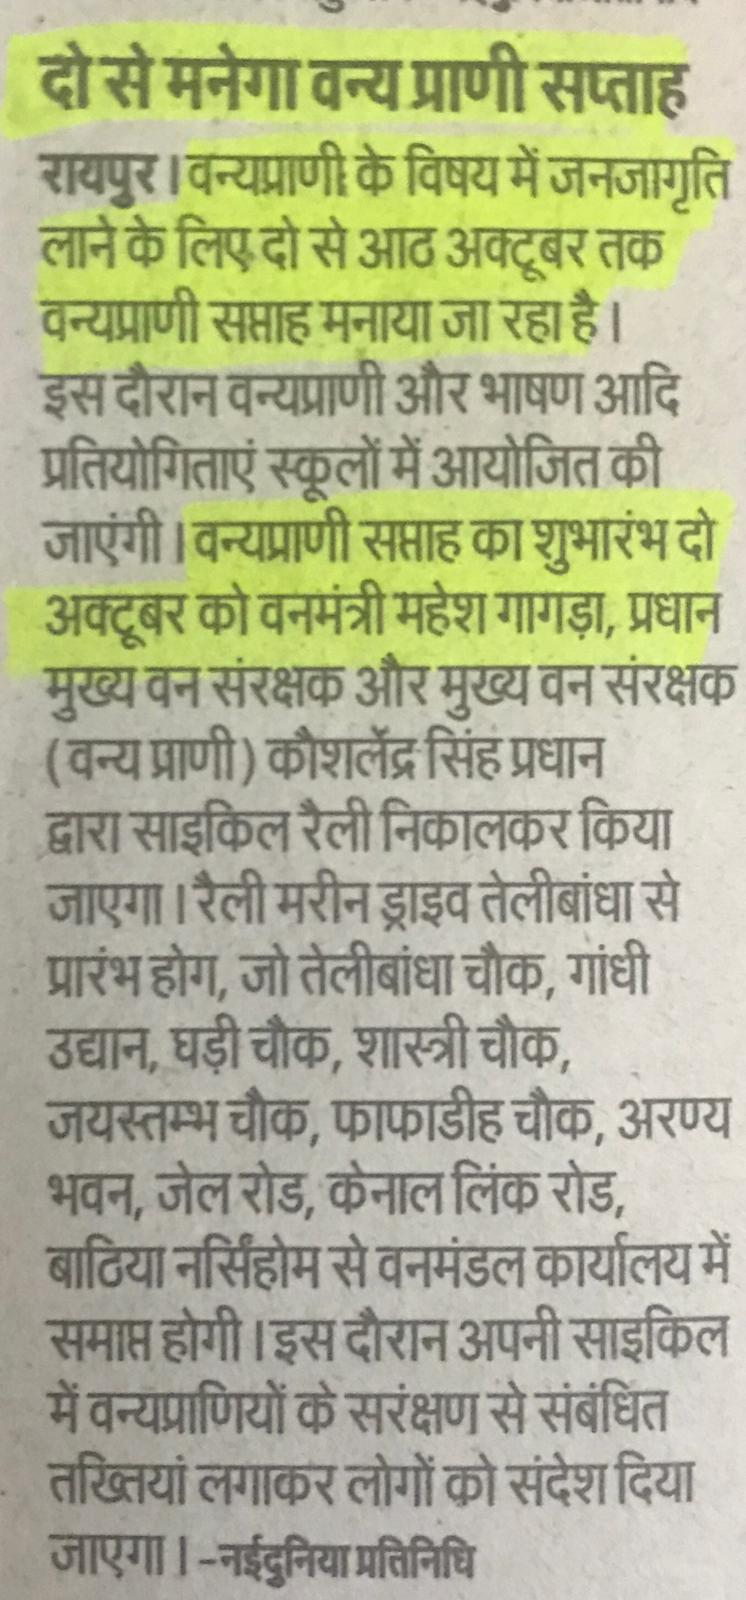 दो से मनेगा वन्य प्राणी सप्ताह
रायपुर। वन्यप्राणी के विषय में जनजागृति
लाने के लिए दो से आठ अक्टूबर तक
वन्यप्राणी सप्ताह मनाया जा रहा है।
इस दौरान वन्यप्राणी और भाषण आदि
प्रतियोगिताएं स्कूलों में आयोजित की
जाएंगी। वन्यप्राणी सप्ताह का शुभारंभ दो
अक्टूबर को वनमंत्री महेश गागड़ा, प्रधान
मुख्य वन संरक्षक और मुख्य वन संरक्षक
(वन्य प्राणी) कौशलेंद्र सिंह प्रधान
द्वारा साइकिल रैली निकालकर किया
जाएगा। रैली मरीन ड्राइव तेलीबांधा से
प्रारंभ होग, जो तेलीबांधा चौक, गांधी
उद्यान, घड़ी चौक, शास्त्री चौक,
जयस्तम्भ चौक, फाफाडीह चौक, अरण्य
भवन, जेल रोड, केनाल लिंक रोड,
बाठिया नर्सिंहोम से वनमंडल कार्यालय में
समाप्त होगी। इस दौरान अपनी साइकिल
में वन्यप्राणियों के सरंक्षण से संबंधित
तख्तियां लगाकर लोगों को संदेश दिया
जाएगा। -नईदुनिया प्रतिनिधि